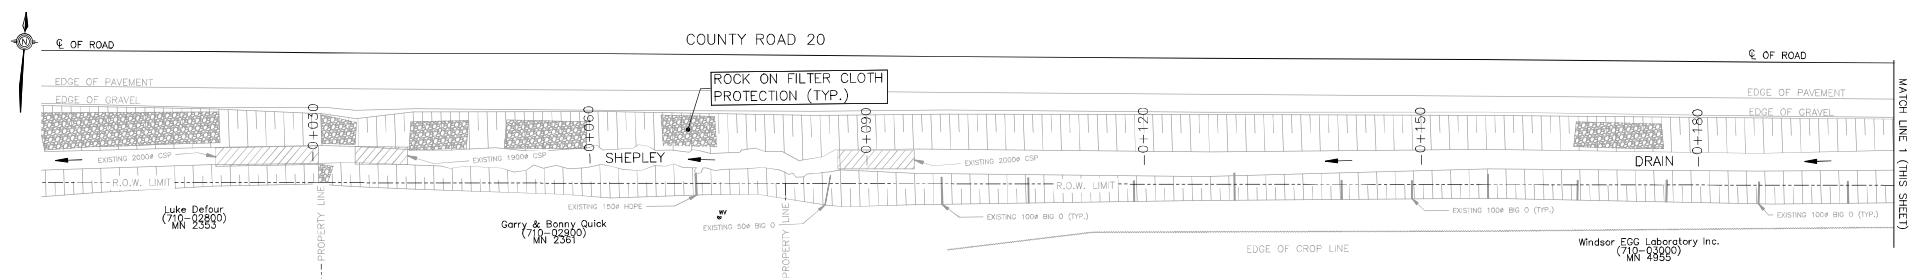 N
℄ OF ROAD
COUNTY ROAD 20
℄ OF ROAD
EDGE OF PAVEMENT
EDGE OF GRAVEL
ROCK ON FILTER CLOTH
PROTECTION (TYP.)
EDGE OF PAVEMENT
EDGE OF GRAVEL
MATCH LINE 1 (THIS SHEET)
0+030
0+060
0+090
0+120
0+150
0+180
EXISTING 2000ø CSP
EXISTING 1900ø CSP
SHEPLEY
EXISTING 2000ø CSP
DRAIN
R.O.W. LIMIT
R.O.W. LIMIT
PROPERTY LINE
PROPERTY LINE
EXISTING 150ø HDPE
WV
EXISTING 50ø BIG O
EXISTING 100ø BIG O (TYP.)
EXISTING 100ø BIG O (TYP.)
EXISTING 100ø BIG O (TYP.)
Luke Defour
(710-02800)
MN 2353
Garry & Bonny Quick
(710-02900)
MN 2361
EDGE OF CROP LINE
Windsor EGG Laboratory Inc.
(710-03000)
MN 4955